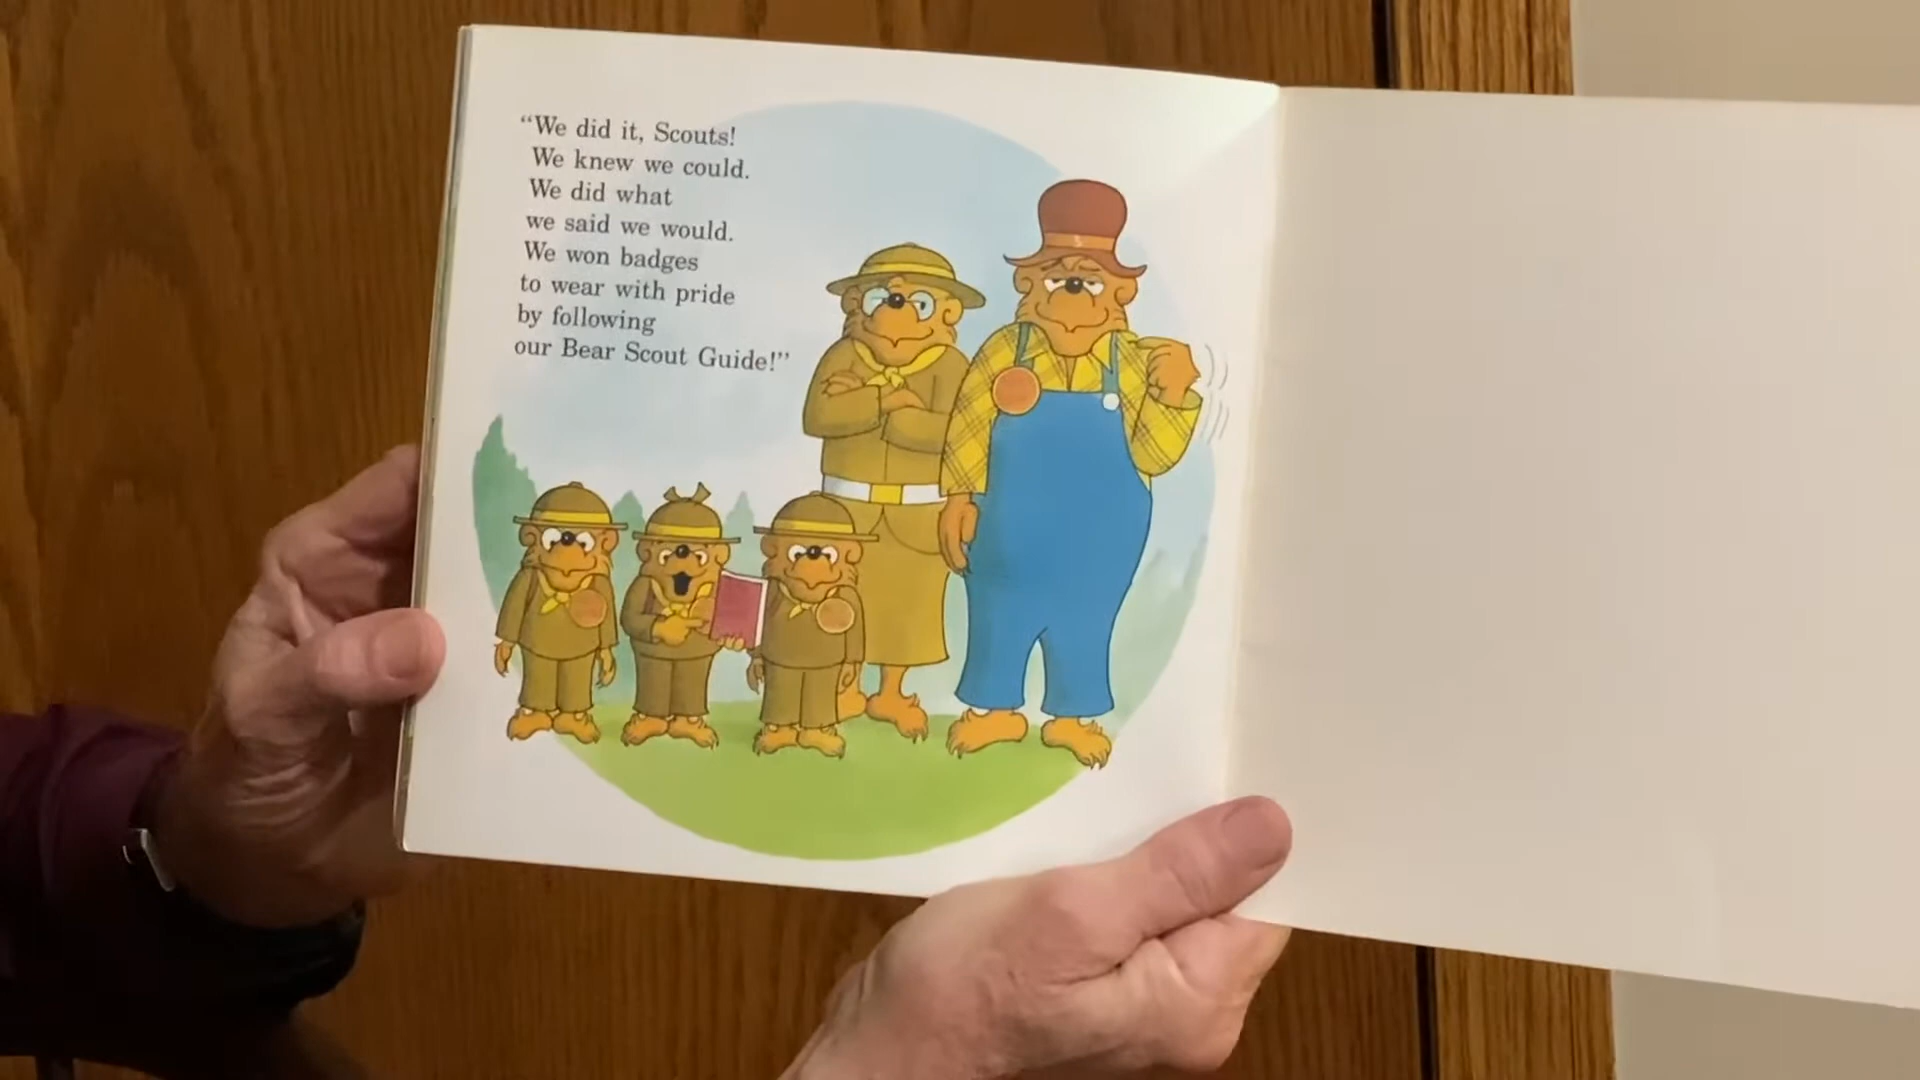 “We did it, Scouts!
We knew we could.
We did what
we said we would.
We won badges
to wear with pride
by following
our Bear Scout Guide!”